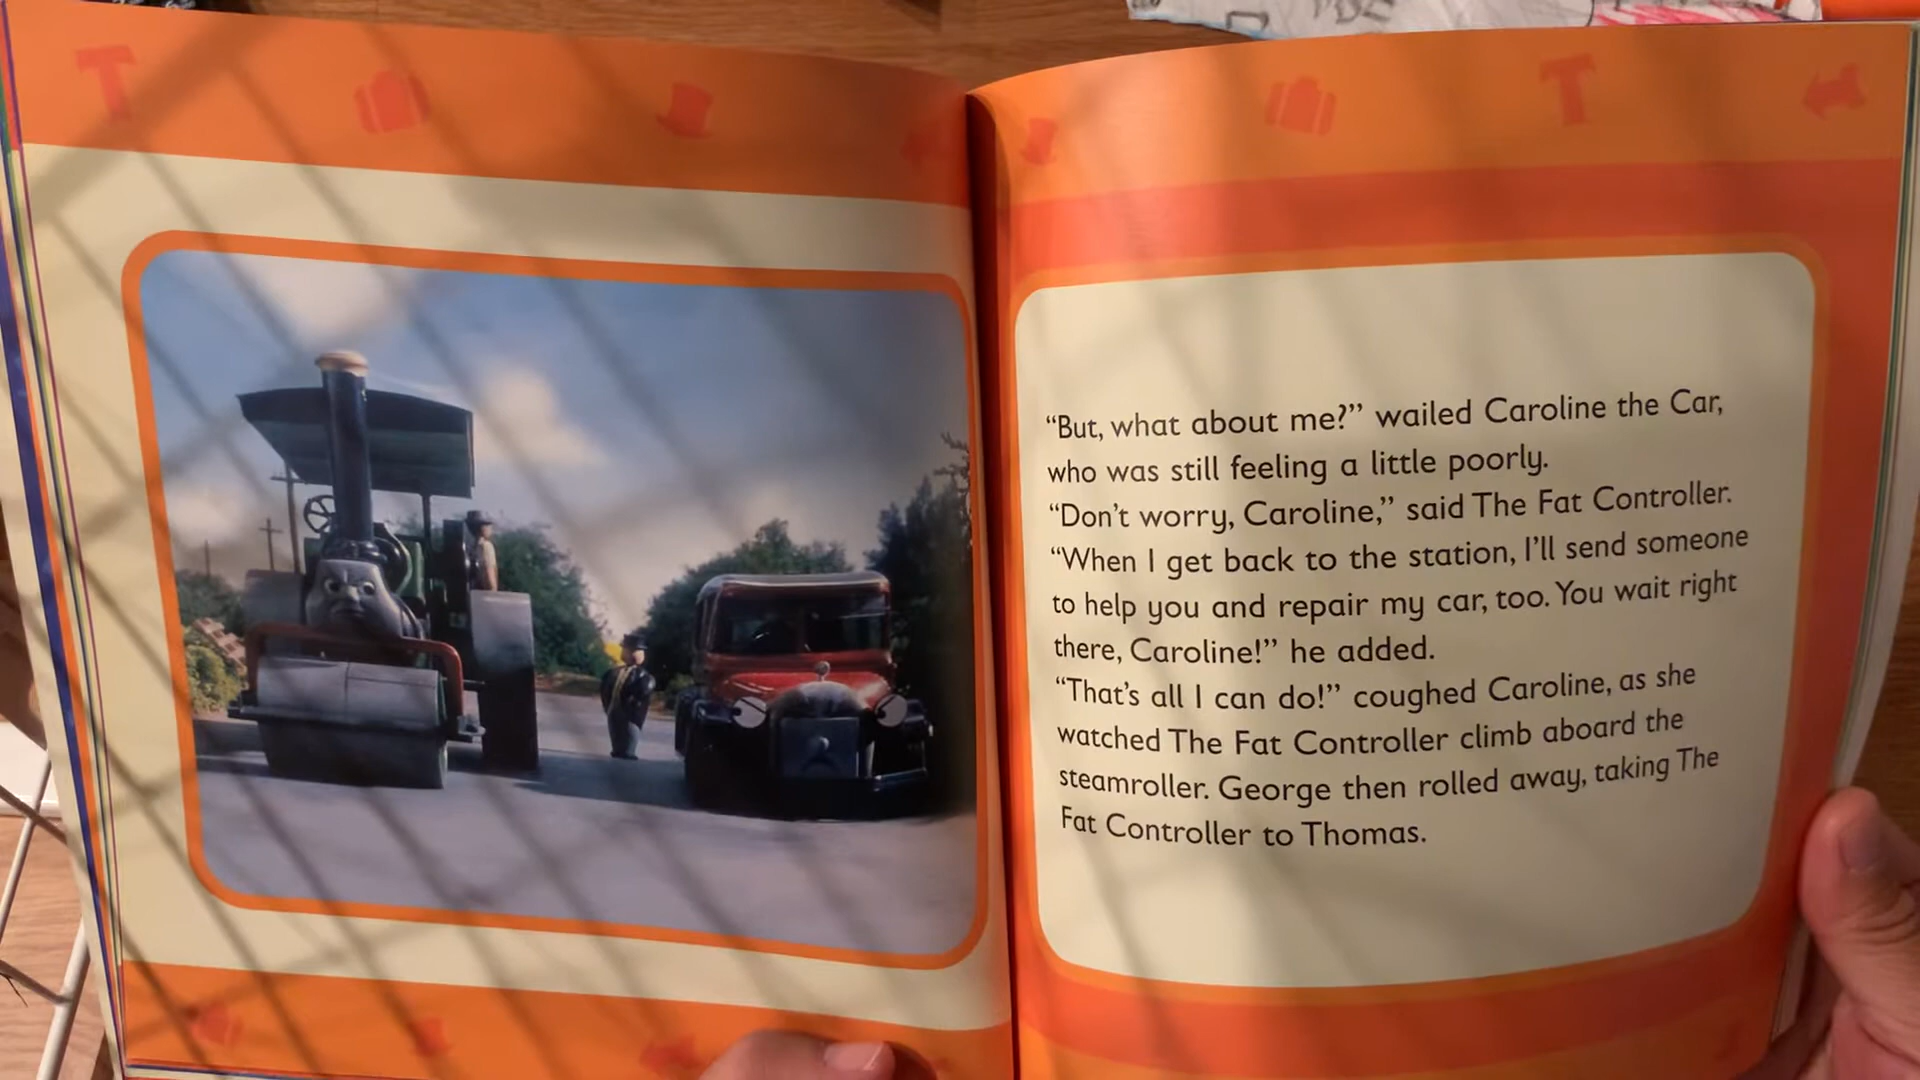 “But, what about me?” wailed Caroline the Car,
who was still feeling a little poorly.
“Don’t worry, Caroline,” said The Fat Controller.
“When I get back to the station, I’ll send someone
to help you and repair my car, too. You wait right
there, Caroline!” he added.
“That’s all I can do!” coughed Caroline, as she
watched The Fat Controller climb aboard the
steamroller. George then rolled away, taking The
Fat Controller to Thomas.